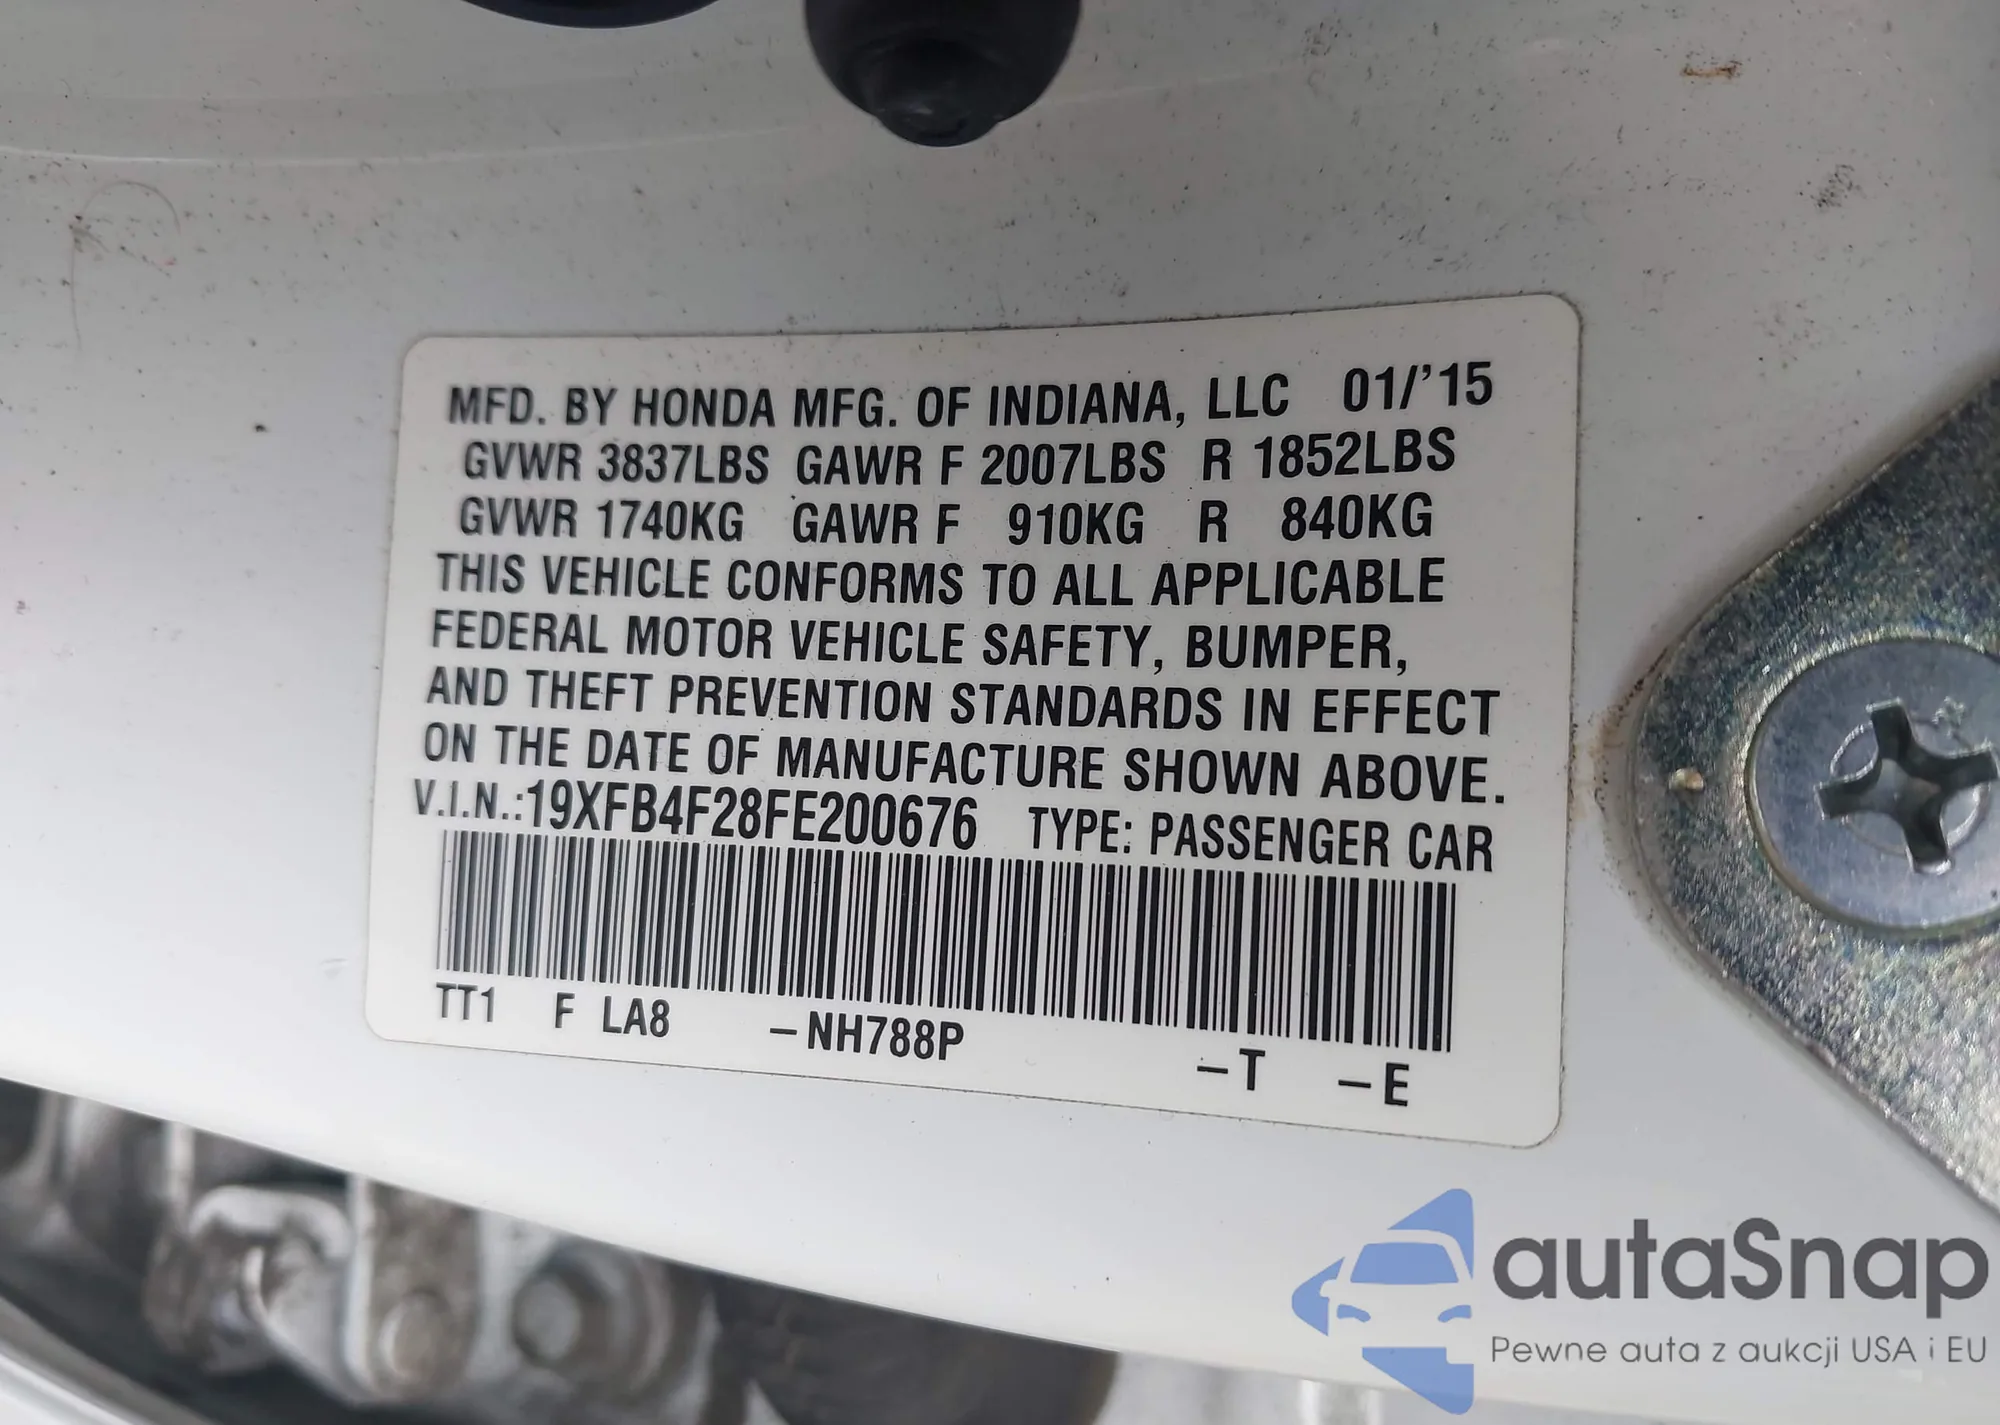 MFD. BY HONDA MFG. OF INDIANA, LLC 01/'15
GVWR 3837LBS GAWR F 2007LBS R 1852LBS
GVWR 1740KG GAWR F 910KG R 840KG
THIS VEHICLE CONFORMS TO ALL APPLICABLE
FEDERAL MOTOR VEHICLE SAFETY, BUMPER,
AND THEFT PREVENTION STANDARDS IN EFFECT
ON THE DATE OF MANUFACTURE SHOWN ABOVE.
V.I.N.:19XFB4F28FE200676 TYPE: PASSENGER CAR
TT1 F LA8 –NH788P –T –E
autaSnap
Pewne auta z aukcji USA i EU